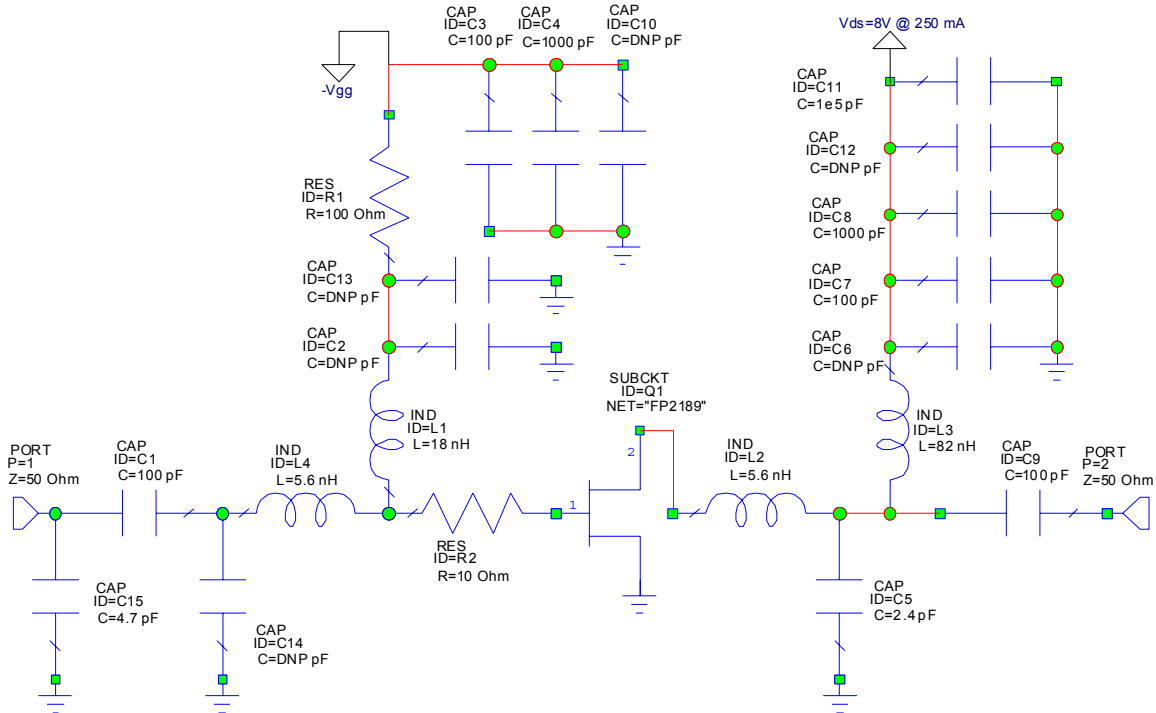 CAP
ID=C3
C=100 pF
CAP
ID=C4
C=1000 pF
CAP
ID=C10
C=DNP pF
-Vgg
Vds=8V @ 250 mA
CAP
ID=C11
C=1e5 pF
CAP
ID=C12
C=DNP pF
CAP
ID=C8
C=1000 pF
CAP
ID=C7
C=100 pF
CAP
ID=C6
C=DNP pF
RES
ID=R1
R=100 Ohm
CAP
ID=C13
C=DNP pF
CAP
ID=C2
C=DNP pF
IND
ID=L1
L=18 nH
SUBCKT
ID=Q1
NET="FP2189"
2
1
IND
ID=L3
L=82 nH
PORT
P=1
Z=50 Ohm
CAP
ID=C1
C=100 pF
IND
ID=L4
L=5.6 nH
RES
ID=R2
R=10 Ohm
IND
ID=L2
L=5.6 nH
CAP
ID=C9
C=100 pF
PORT
P=2
Z=50 Ohm
CAP
ID=C15
C=4.7 pF
CAP
ID=C14
C=DNP pF
CAP
ID=C5
C=2.4 pF